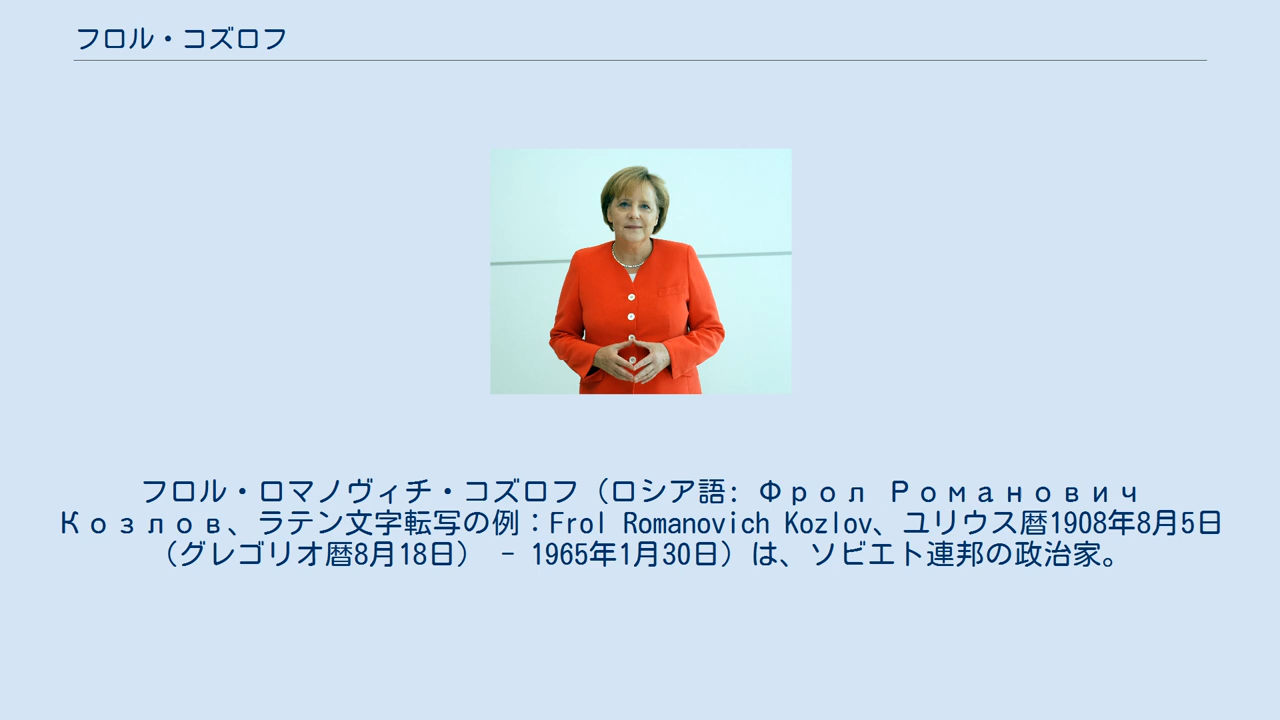 フロル・コズロフ
フロル・ロマノヴィチ・コズロフ（ロシア語: Фрол Романович
Козлов、ラテン文字転写の例：Frol Romanovich Kozlov、ユリウス暦1908年8月5日
（グレゴリオ暦8月18日） - 1965年1月30日）は、ソビエト連邦の政治家。